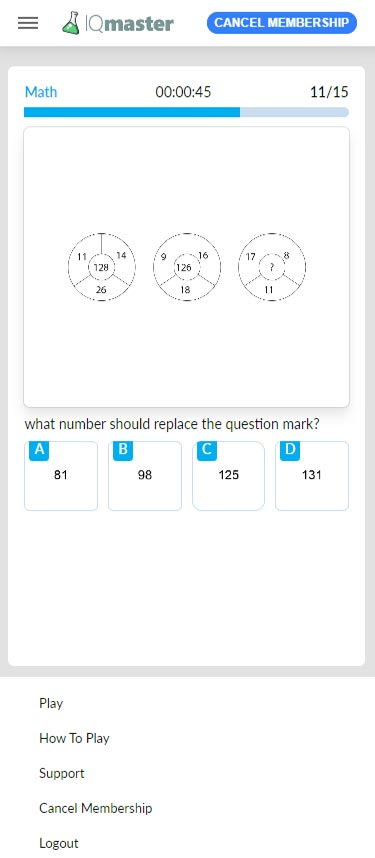 IQmaster
CANCEL MEMBERSHIP
Math 00:00:45 11/15
11 14 9 16 17 8
128 126 ?
26 18 11
what number should replace the question mark?
A B C D
81 98 125 131
Play
How To Play
Support
Cancel Membership
Logout